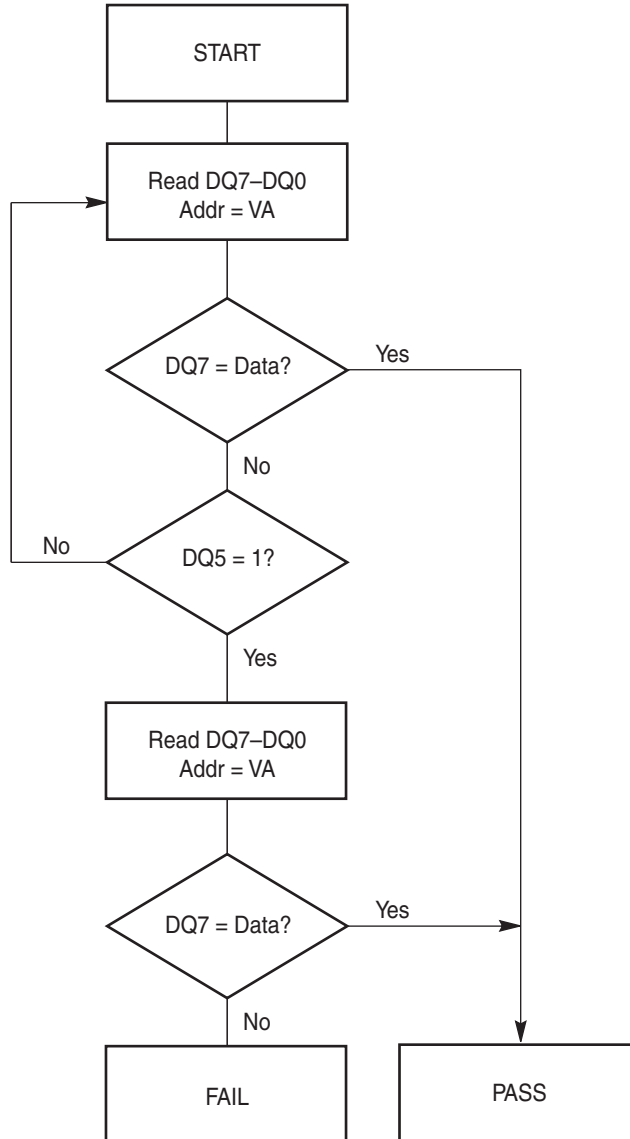 START
Read DQ7–DQ0
Addr = VA
DQ7 = Data?
Yes
No
No
DQ5 = 1?
Yes
Read DQ7–DQ0
Addr = VA
DQ7 = Data?
Yes
No
FAIL
PASS